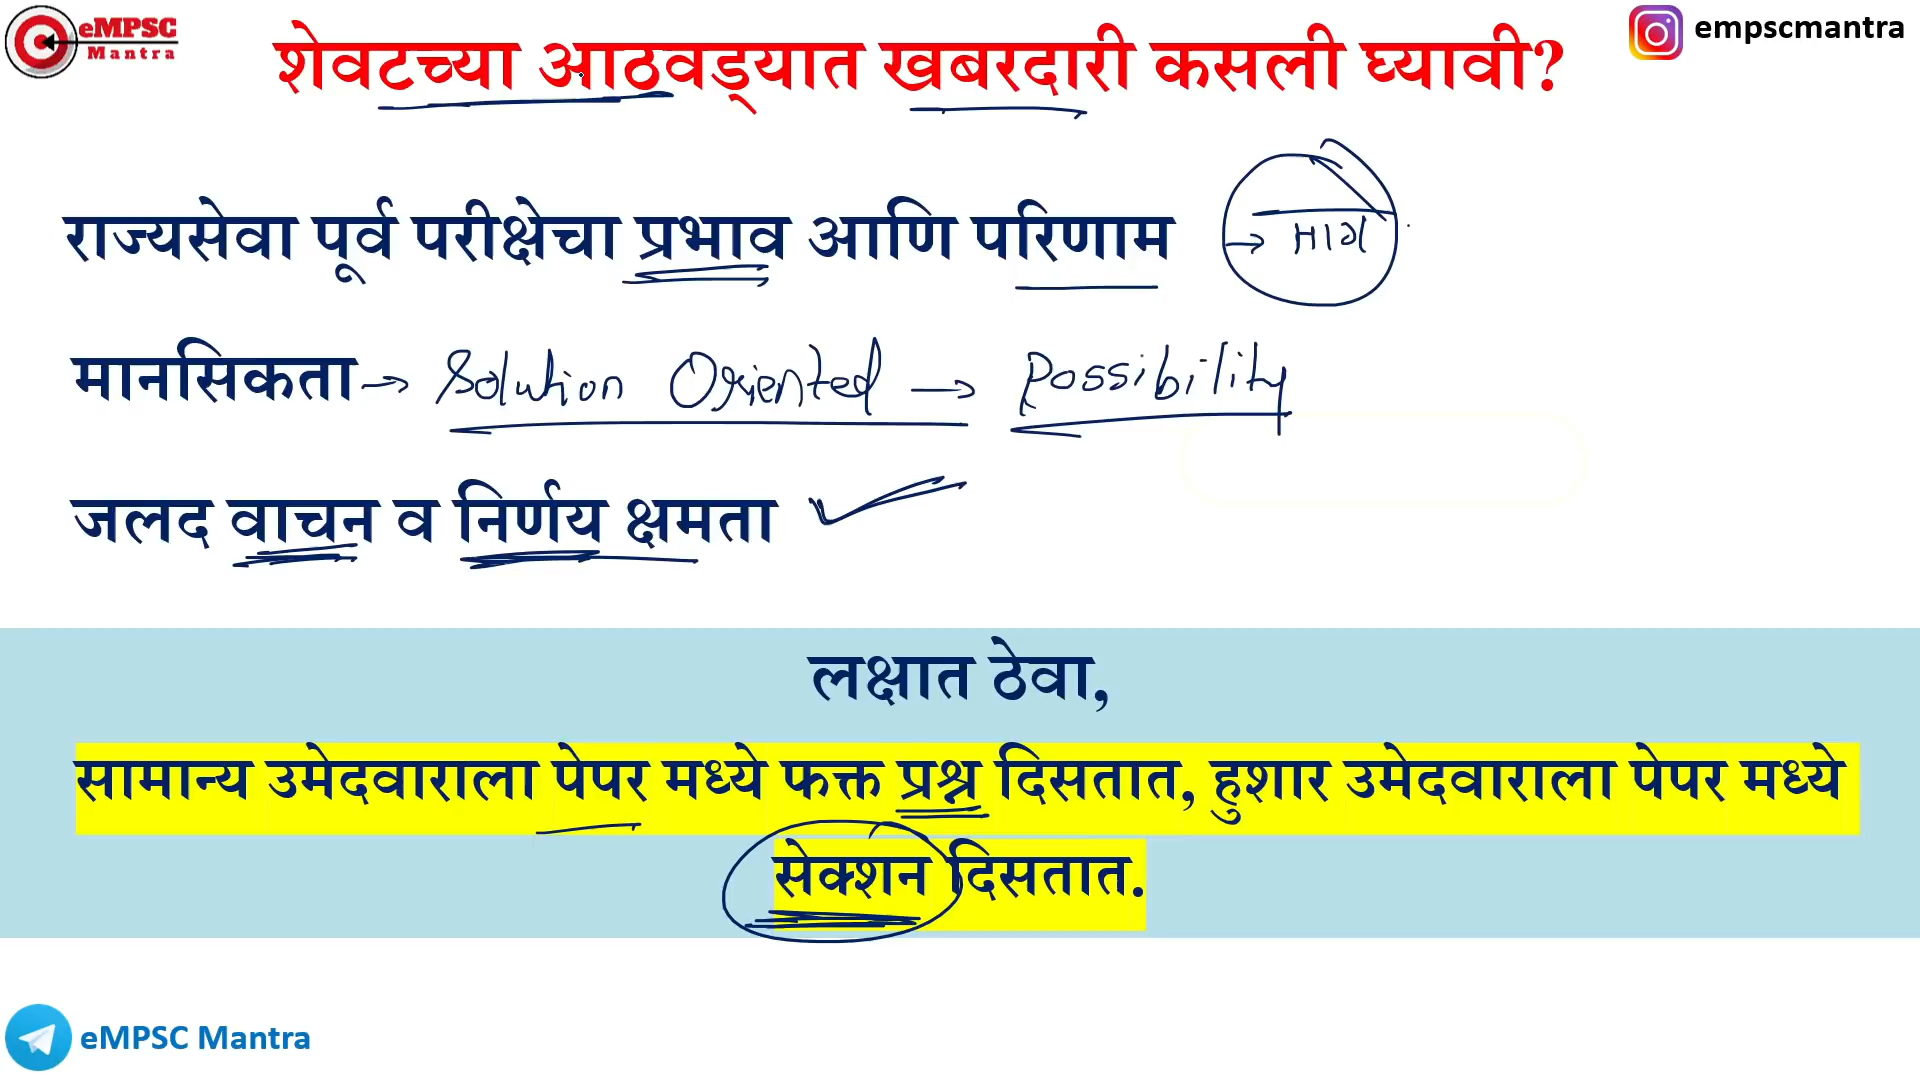 eMPSC
Mantra
empscmantra
शेवटच्या आठवड्यात खबरदारी कसली घ्यावी?
राज्यसेवा पूर्व परीक्षेचा प्रभाव आणि परिणाम → मार्ग
मानसिकता → Solution Oriented → Possibility
जलद वाचन व निर्णय क्षमता
लक्षात ठेवा,
सामान्य उमेदवाराला पेपर मध्ये फक्त प्रश्न दिसतात, हुशार उमेदवाराला पेपर मध्ये
सेक्शन दिसतात.
eMPSC Mantra